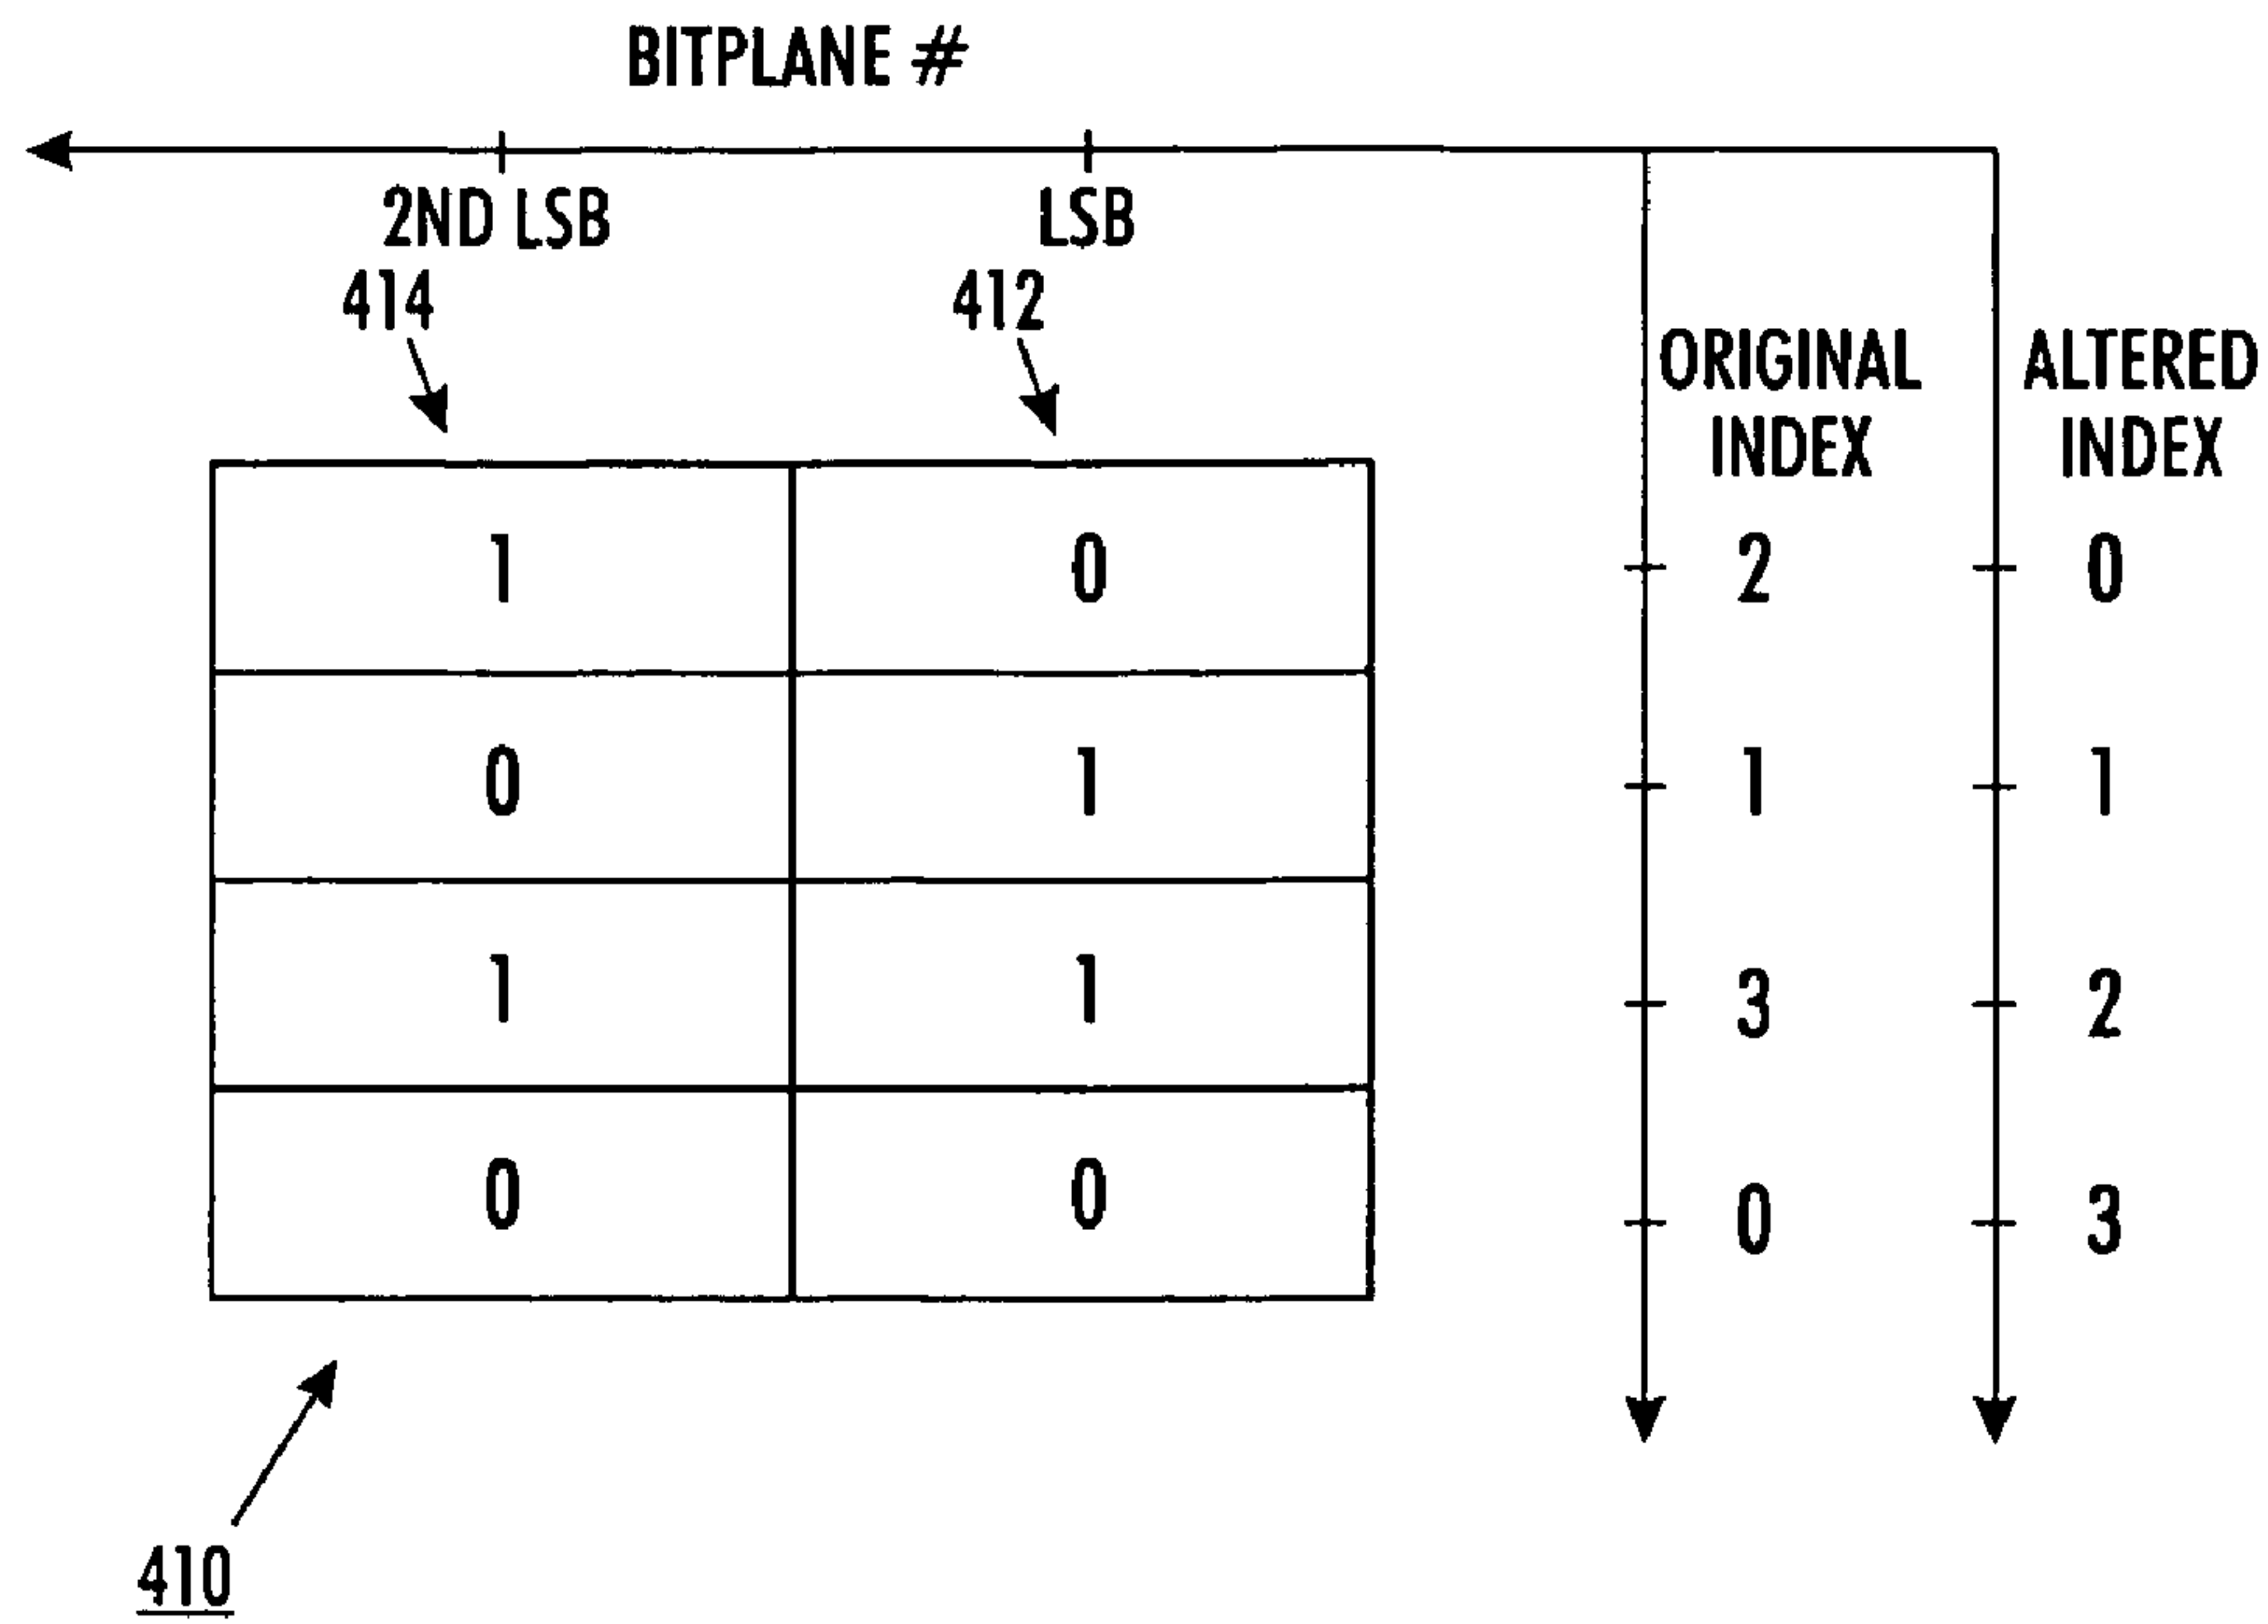 BITPLANE #
2ND LSB LSB
414 412
ORIGINAL INDEX ALTERED INDEX
1 0 2 0
0 1 1 1
1 1 3 2
0 0 0 3
410